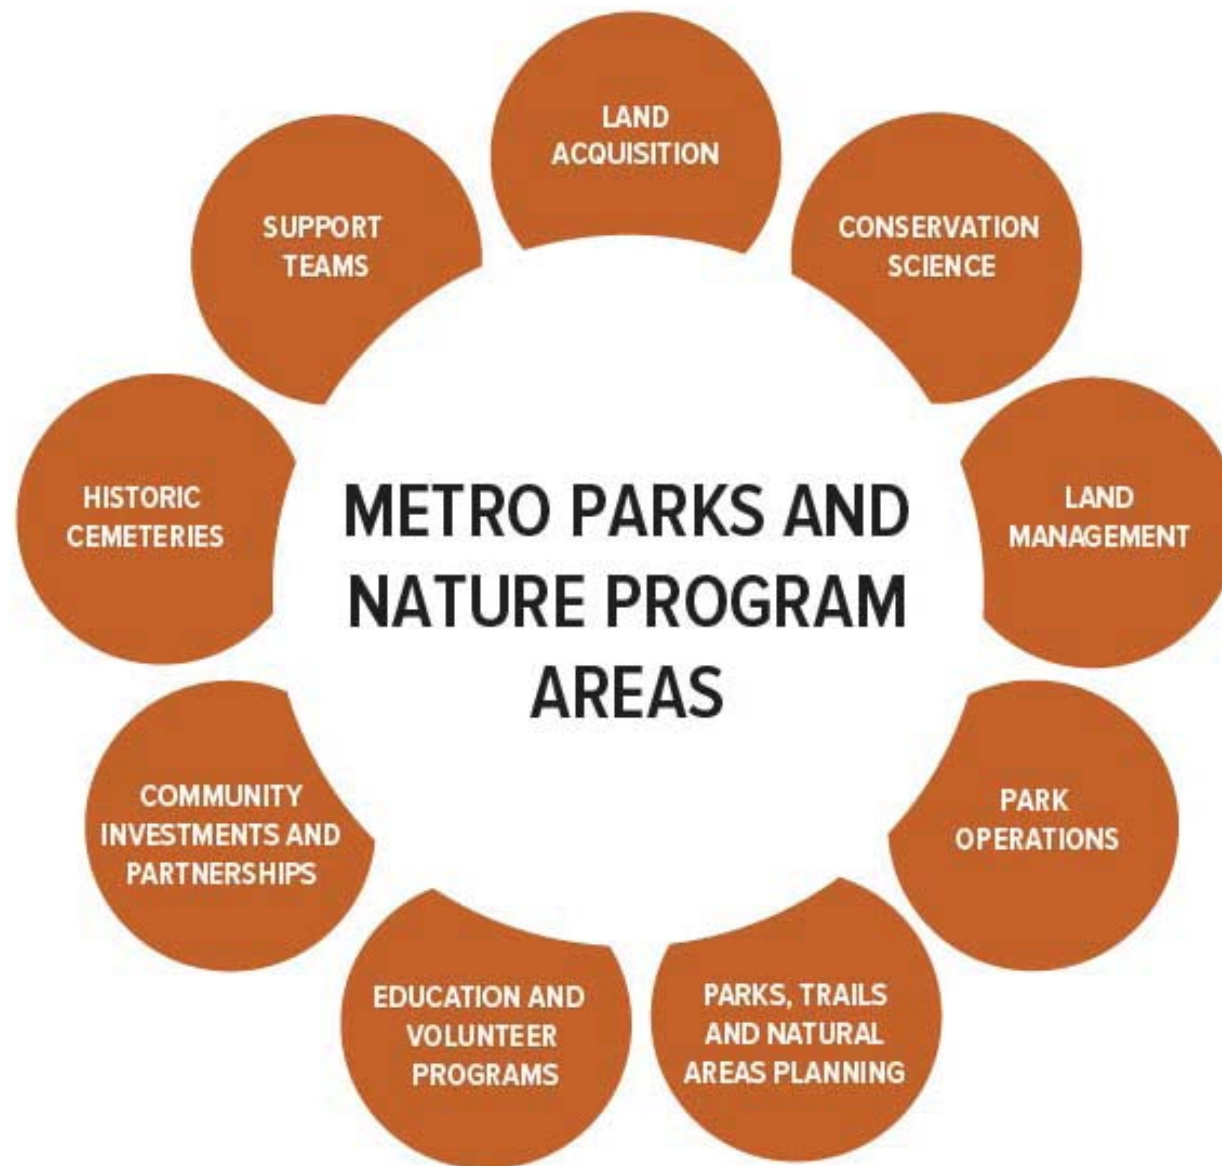 LAND
ACQUISITION
CONSERVATION
SCIENCE
LAND
MANAGEMENT
PARK
OPERATIONS
PARKS, TRAILS
AND NATURAL
AREAS PLANNING
EDUCATION AND
VOLUNTEER
PROGRAMS
COMMUNITY
INVESTMENTS AND
PARTNERSHIPS
HISTORIC
CEMETERIES
SUPPORT
TEAMS
METRO PARKS AND
NATURE PROGRAM
AREAS